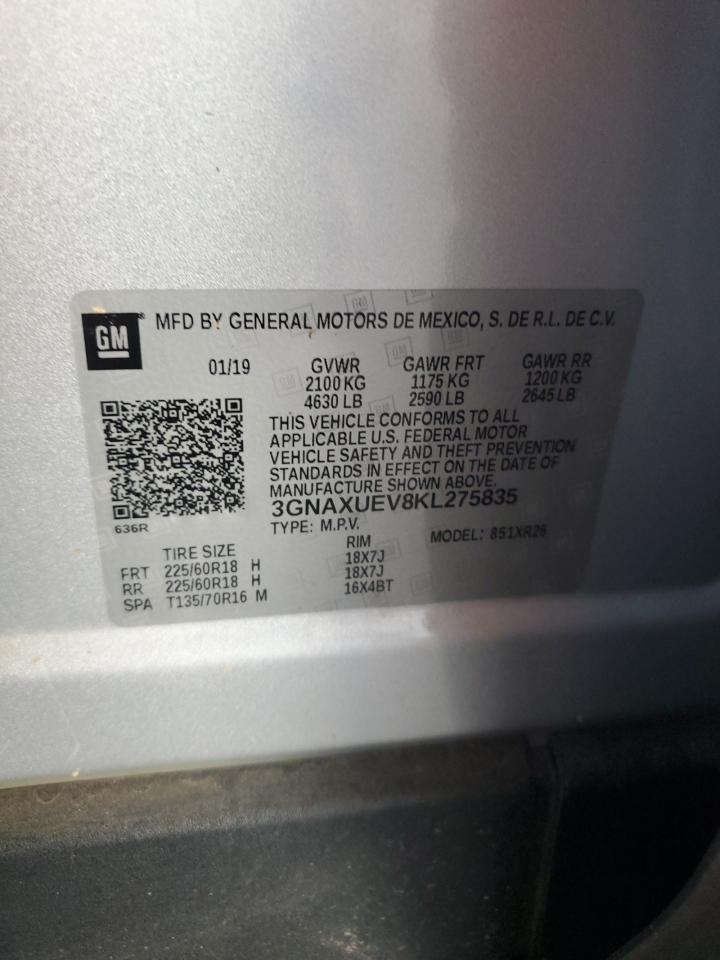 GM MFD BY GENERAL MOTORS DE MEXICO, S. DE R.L. DE C.V.
01/19 GVWR GAWR FRT GAWR RR
2100 KG 1175 KG 1200 KG
4630 LB 2590 LB 2645 LB
THIS VEHICLE CONFORMS TO ALL
APPLICABLE U.S. FEDERAL MOTOR
VEHICLE SAFETY AND THEFT PREVENTION
STANDARDS IN EFFECT ON THE DATE OF
MANUFACTURE SHOWN ABOVE.
3GNAXUEV8KL275835
636R
TYPE: M.P.V. MODEL: 851XR26
TIRE SIZE RIM
FRT 225/60R18 H 18X7J
RR 225/60R18 H 18X7J
SPA T135/70R16 M 16X4BT